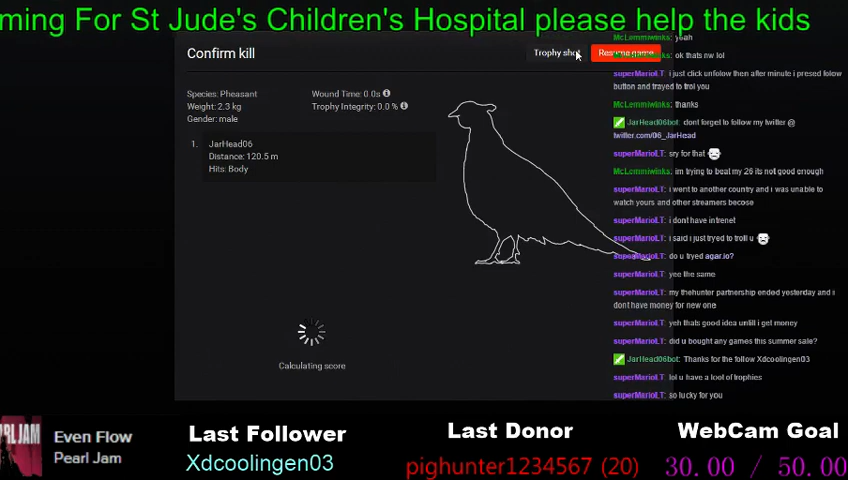 ming For St Jude's Children's Hospital please help the kids
Confirm kill
Trophy shot
Resume game
Species: Pheasant
Weight: 2.3 kg
Gender: male
Wound Time: 0.0s
Trophy Integrity: 0.0 %
1. JarHead06
Distance: 120.5 m
Hits: Body
Calculating score
McLemmiwinks: yeah
McLemmiwinks: ok thats nw lol
superMarioLT: i just click unfolow then after minute i presed folow
button and trayed to trol you
McLemmiwinks: thanks
JarHead06bot: dont forget to follow my twitter @
twitter.com/06_JarHead
superMarioLT: sry for that
McLemmiwinks: im trying to beat my 26 its not good enough
superMarioLT: i went to another country and i was unable to
watch yours and other streamers becose
superMarioLT: i dont have intrenet
superMarioLT: i said i just tryed to troll u
superMarioLT: do u tryed agar.io?
superMarioLT: yee the same
superMarioLT: my thehunter partnership ended yesterday and i
dont have money for new one
superMarioLT: yeh thats good idea untill i get money
superMarioLT: did u bought any games this summer sale?
JarHead06bot: Thanks for the follow Xdcoolingen03
superMarioLT: lol u have a loot of trophies
superMarioLT: so lucky for you
RL JAM
Even Flow
Pearl Jam
Last Follower
Xdcoolingen03
Last Donor
pighunter1234567 (20)
WebCam Goal
30.00 / 50.00